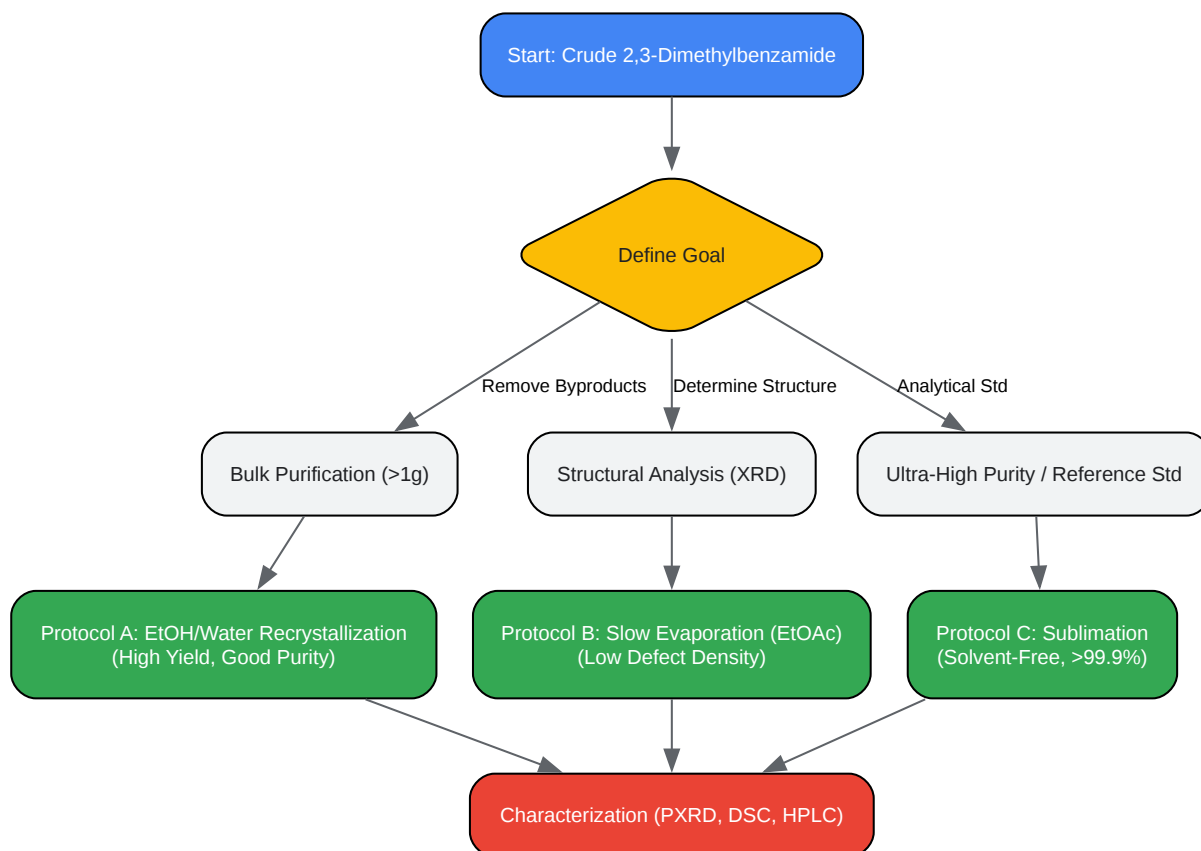 Start: Crude 2,3-Dimethylbenzamide
Define Goal
Remove Byproducts
Determine Structure
Analytical Std
Bulk Purification (>1g)
Structural Analysis (XRD)
Ultra-High Purity / Reference Std
Protocol A: EtOH/Water Recrystallization
(High Yield, Good Purity)
Protocol B: Slow Evaporation (EtOAc)
(Low Defect Density)
Protocol C: Sublimation
(Solvent-Free, >99.9%)
Characterization (PXRD, DSC, HPLC)